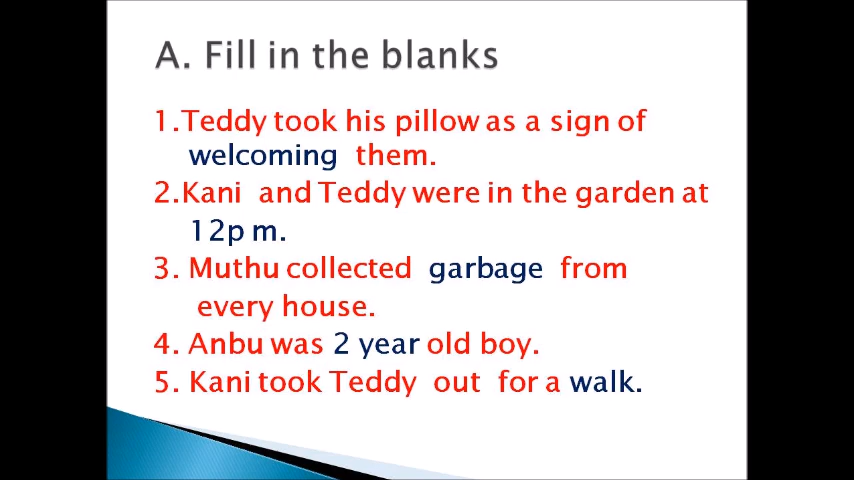 A. Fill in the blanks
1.Teddy took his pillow as a sign of
welcoming them.
2.Kani and Teddy were in the garden at
12p m.
3. Muthu collected garbage from
every house.
4. Anbu was 2 year old boy.
5. Kani took Teddy out for a walk.